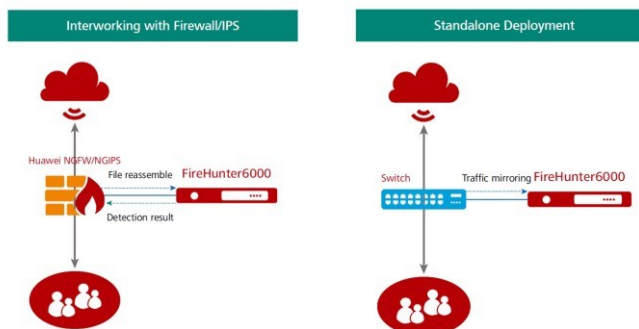 Interworking with Firewall/IPS
Huawei NGFW/NGIPS
File reassemble
FireHunter6000
Detection result
Standalone Deployment
Switch
Traffic mirroring
FireHunter6000